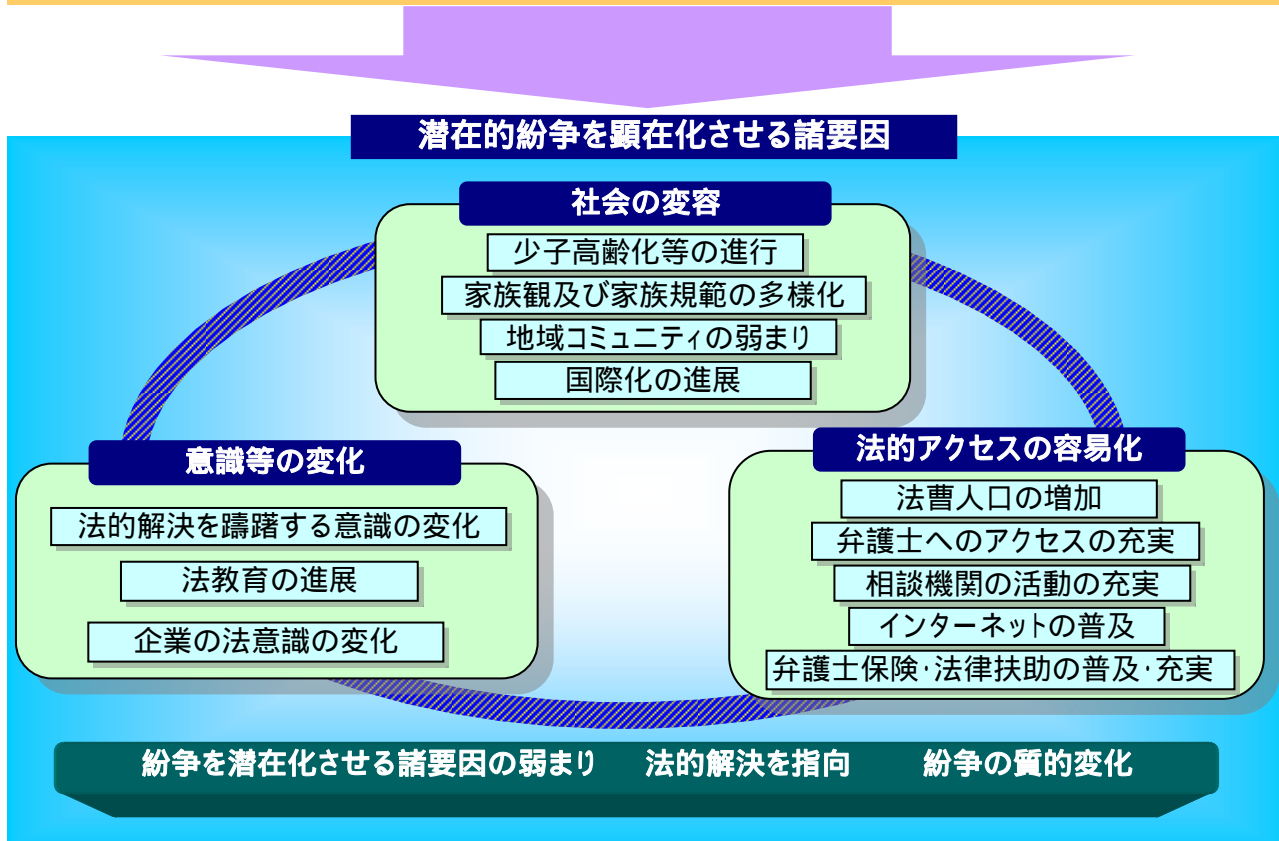 潜在的紛争を顕在化させる諸要因
社会の変容
少子高齢化等の進行
家族観及び家族規範の多様化
地域コミュニティの弱まり
国際化の進展
意識等の変化
法的解決を躊躇する意識の変化
法教育の進展
企業の法意識の変化
法的アクセスの容易化
法曹人口の増加
弁護士へのアクセスの充実
相談機関の活動の充実
インターネットの普及
弁護士保険・法律扶助の普及・充実
紛争を潜在化させる諸要因の弱まり 法的解決を指向 紛争の質的変化